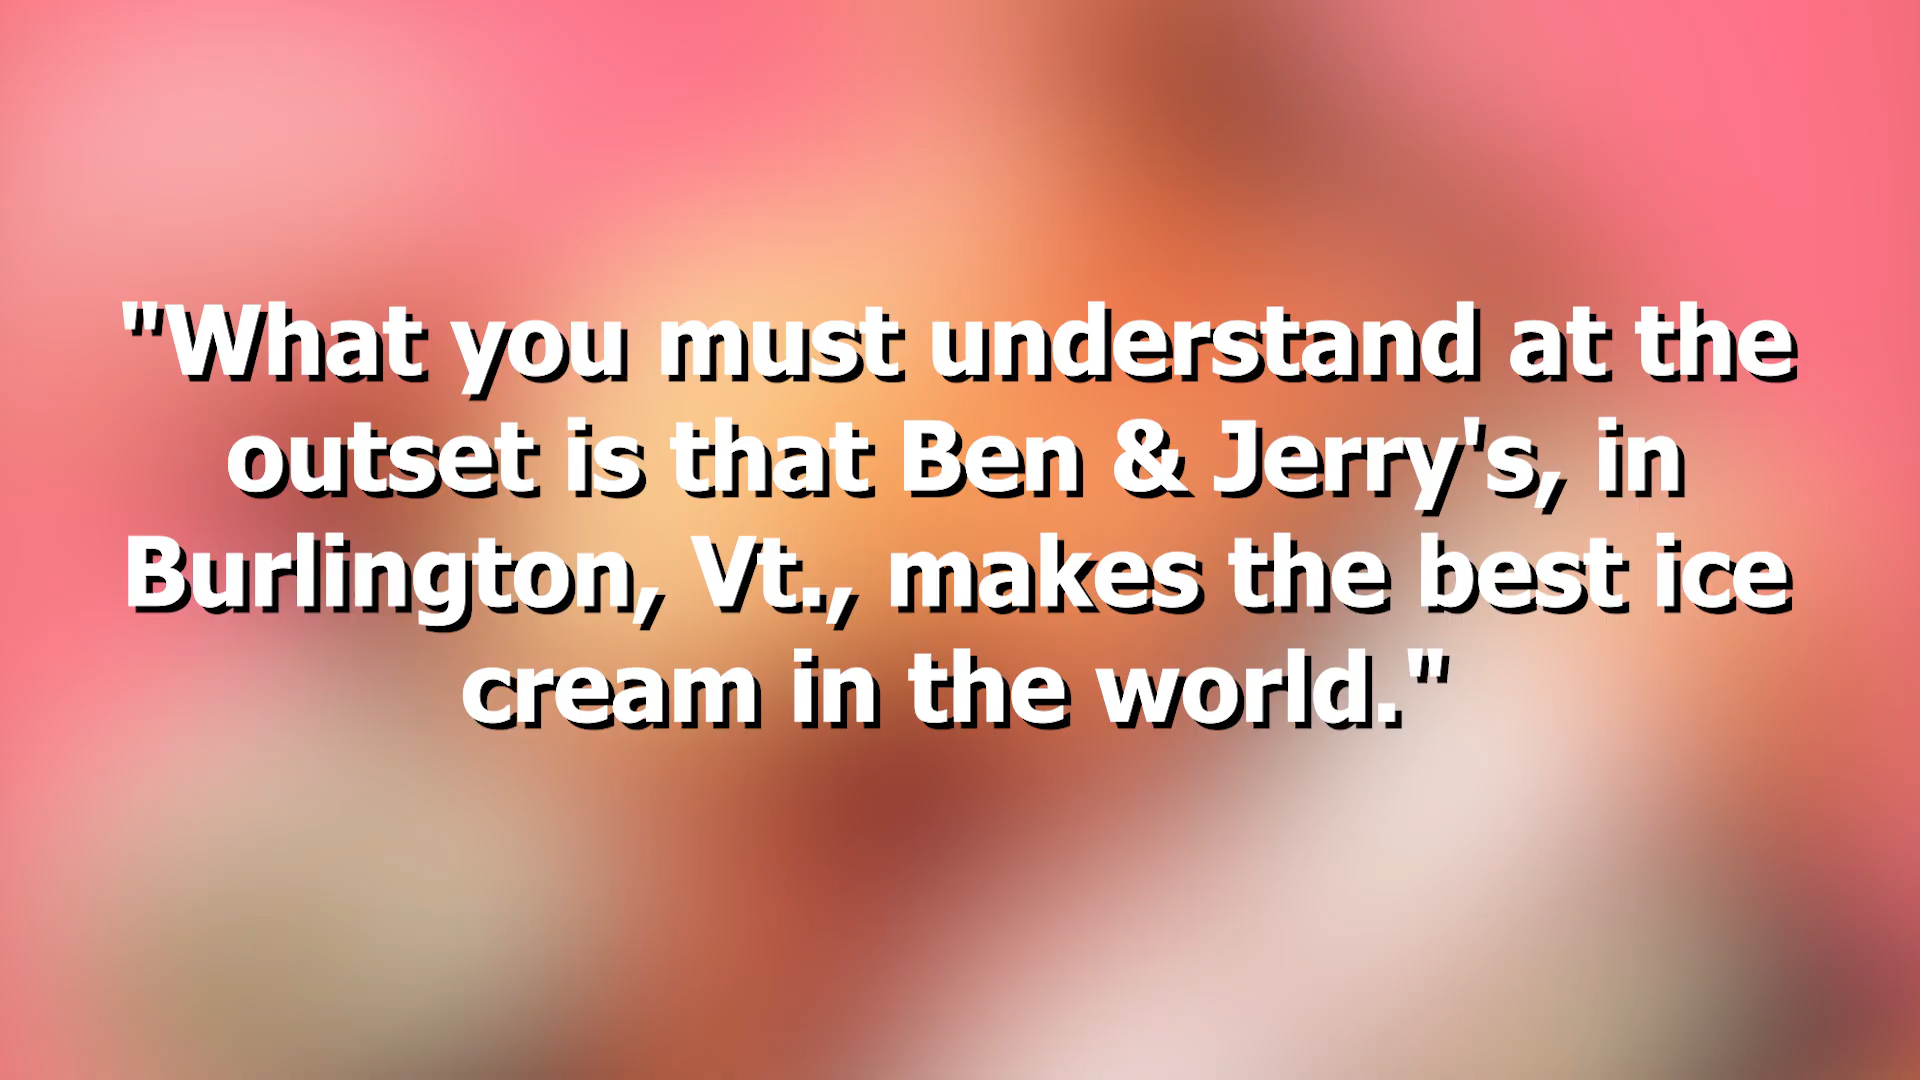 "What you must understand at the
outset is that Ben & Jerry's, in
Burlington, Vt., makes the best ice
cream in the world."